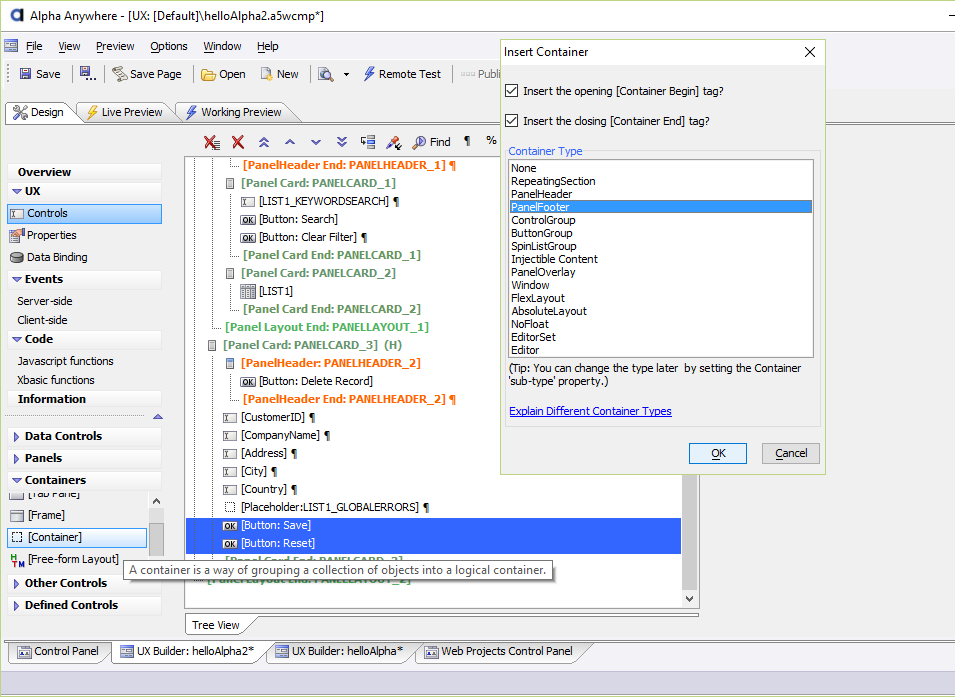 Alpha Anywhere - [UX: [Default]\helloAlpha2.a5wcmp*]
File View Preview Options Window Help
Save Save Page Open New Remote Test Publi
Design Live Preview Working Preview
Find ¶ %
Overview
UX
Controls
Properties
Data Binding
Events
Server-side
Client-side
Code
Javascript functions
Xbasic functions
Information
Data Controls
Panels
Containers
[Tab Pane]
[Frame]
[Container]
[Free-form Layout]
Other Controls
Defined Controls
[PanelHeader End: PANELHEADER_1] ¶
[Panel Card: PANELCARD_1]
[LIST1_KEYWORDSEARCH] ¶
OK [Button: Search]
OK [Button: Clear Filter] ¶
[Panel Card End: PANELCARD_1]
[Panel Card: PANELCARD_2]
[LIST1]
[Panel Card End: PANELCARD_2]
[Panel Layout End: PANELLAYOUT_1]
[Panel Card: PANELCARD_3] (H)
[PanelHeader: PANELHEADER_2]
OK [Button: Delete Record]
[PanelHeader End: PANELHEADER_2] ¶
[CustomerID] ¶
[CompanyName] ¶
[Address] ¶
[City] ¶
[Country] ¶
[Placeholder:LIST1_GLOBALERRORS] ¶
OK [Button: Save]
OK [Button: Reset]
[Panel Card End: PANELCARD_3]
[Panel Layout End: PANELLAYOUT_2]
A container is a way of grouping a collection of objects into a logical container.
Tree View
Control Panel UX Builder: helloAlpha2* UX Builder: helloAlpha* Web Projects Control Panel
Insert Container
Insert the opening [Container Begin] tag?
Insert the closing [Container End] tag?
Container Type
None
RepeatingSection
PanelHeader
PanelFooter
ControlGroup
ButtonGroup
SpinListGroup
Injectible Content
PanelOverlay
Window
FlexLayout
AbsoluteLayout
NoFloat
EditorSet
Editor
(Tip: You can change the type later by setting the Container
'sub-type' property.)
Explain Different Container Types
OK Cancel